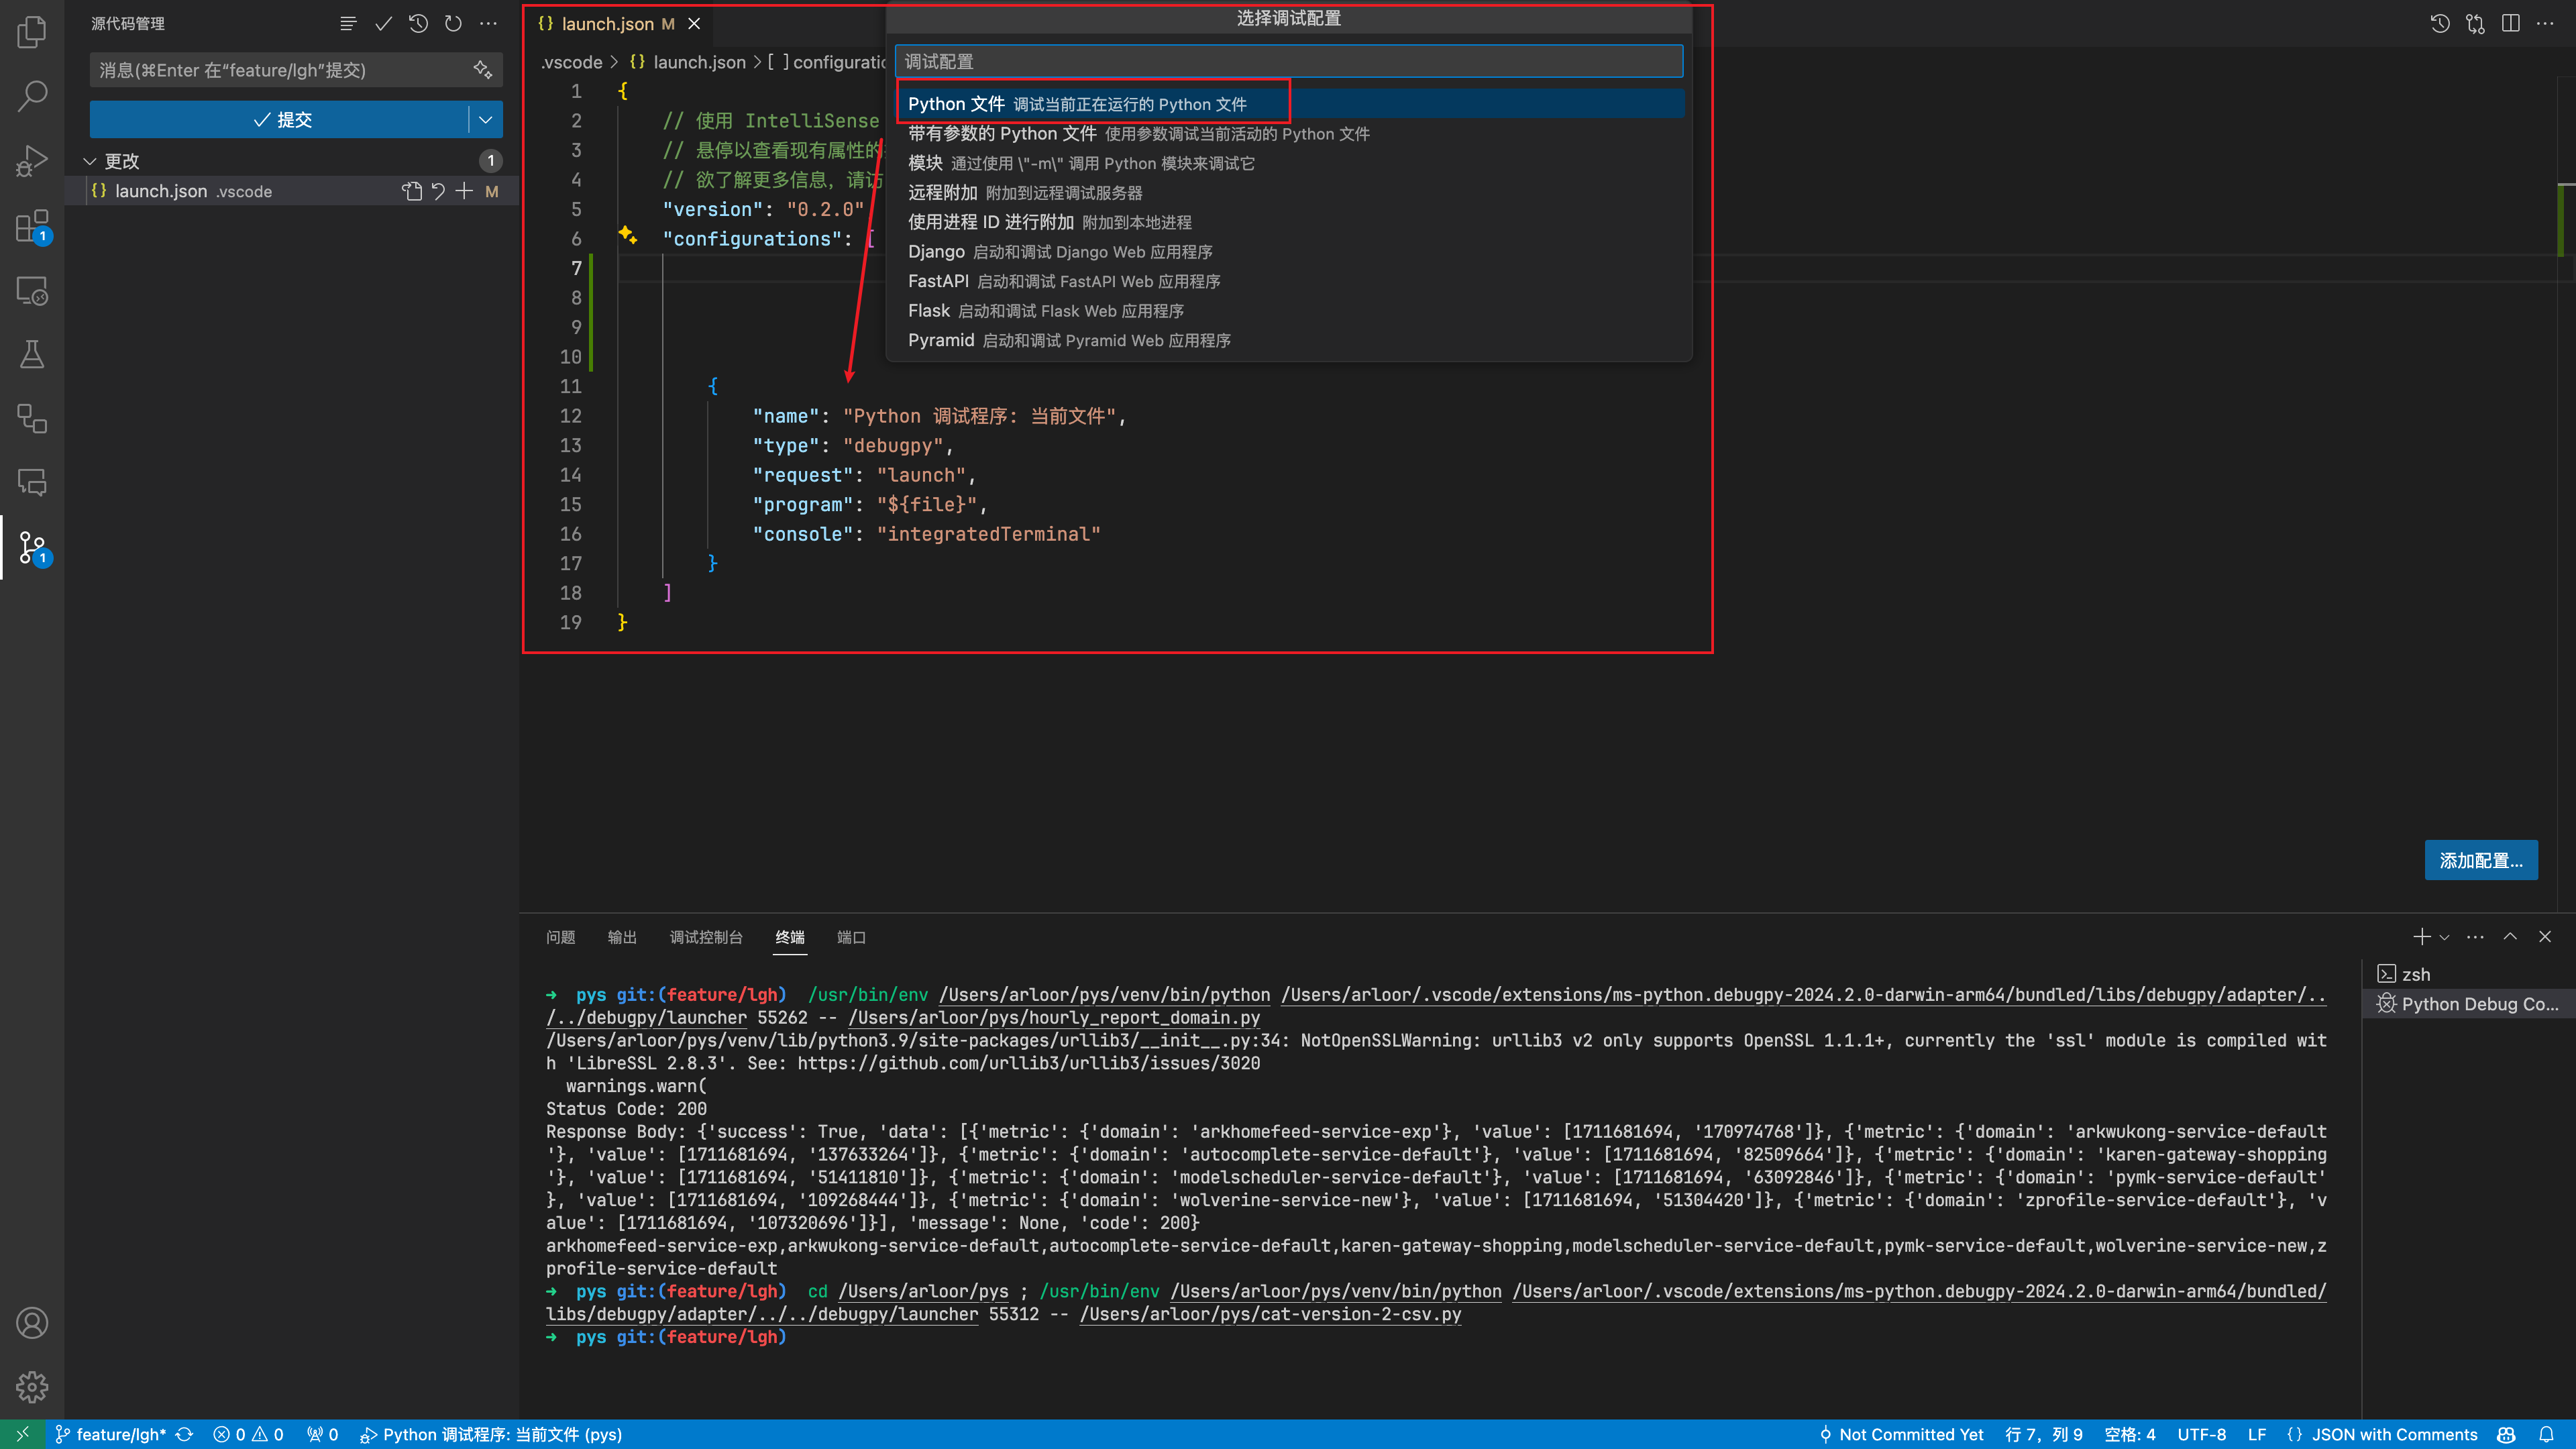 源代码管理
消息(⌘Enter 在“feature/lgh”提交)
提交
更改
1
launch.json .vscode
M
1
1
launch.json M
.vscode > {} launch.json > [ ] configuratio
选择调试配置
调试配置
Python 文件 调试当前正在运行的 Python 文件
带有参数的 Python 文件 使用参数调试当前活动的 Python 文件
模块 通过使用 \"-m\" 调用 Python 模块来调试它
远程附加 附加到远程调试服务器
使用进程 ID 进行附加 附加到本地进程
Django 启动和调试 Django Web 应用程序
FastAPI 启动和调试 FastAPI Web 应用程序
Flask 启动和调试 Flask Web 应用程序
Pyramid 启动和调试 Pyramid Web 应用程序
1 {
2 // 使用 IntelliSense
3 // 悬停以查看现有属性的
4 // 欲了解更多信息，请访
5 "version": "0.2.0"
6 "configurations": [
7
8
9
10
11 {
12 "name": "Python 调试程序: 当前文件",
13 "type": "debugpy",
14 "request": "launch",
15 "program": "${file}",
16 "console": "integratedTerminal"
17 }
18 ]
19 }
添加配置...
问题 输出 调试控制台 终端 端口
zsh
Python Debug Co...
➜ pys git:(feature/lgh) /usr/bin/env /Users/arloor/pys/venv/bin/python /Users/arloor/.vscode/extensions/ms-python.debugpy-2024.2.0-darwin-arm64/bundled/libs/debugpy/adapter/..
/../debugpy/launcher 55262 -- /Users/arloor/pys/hourly_report_domain.py
/Users/arloor/pys/venv/lib/python3.9/site-packages/urllib3/__init__.py:34: NotOpenSSLWarning: urllib3 v2 only supports OpenSSL 1.1.1+, currently the 'ssl' module is compiled wit
h 'LibreSSL 2.8.3'. See: https://github.com/urllib3/urllib3/issues/3020
warnings.warn(
Status Code: 200
Response Body: {'success': True, 'data': [{'metric': {'domain': 'arkhomefeed-service-exp'}, 'value': [1711681694, '170974768']}, {'metric': {'domain': 'arkwukong-service-default
'}, 'value': [1711681694, '137633264']}, {'metric': {'domain': 'autocomplete-service-default'}, 'value': [1711681694, '82509664']}, {'metric': {'domain': 'karen-gateway-shopping
'}, 'value': [1711681694, '51411810']}, {'metric': {'domain': 'modelscheduler-service-default'}, 'value': [1711681694, '63092846']}, {'metric': {'domain': 'pymk-service-default'
}, 'value': [1711681694, '109268444']}, {'metric': {'domain': 'wolverine-service-new'}, 'value': [1711681694, '51304420']}, {'metric': {'domain': 'zprofile-service-default'}, 'v
alue': [1711681694, '107320696']}], 'message': None, 'code': 200}
arkhomefeed-service-exp,arkwukong-service-default,autocomplete-service-default,karen-gateway-shopping,modelscheduler-service-default,pymk-service-default,wolverine-service-new,z
profile-service-default
➜ pys git:(feature/lgh) cd /Users/arloor/pys ; /usr/bin/env /Users/arloor/pys/venv/bin/python /Users/arloor/.vscode/extensions/ms-python.debugpy-2024.2.0-darwin-arm64/bundled/
libs/debugpy/adapter/../../debugpy/launcher 55312 -- /Users/arloor/pys/cat-version-2-csv.py
➜ pys git:(feature/lgh)
feature/lgh* 0 0 0 Python 调试程序: 当前文件 (pys) Not Committed Yet 行 7，列 9 空格: 4 UTF-8 LF {} JSON with Comments